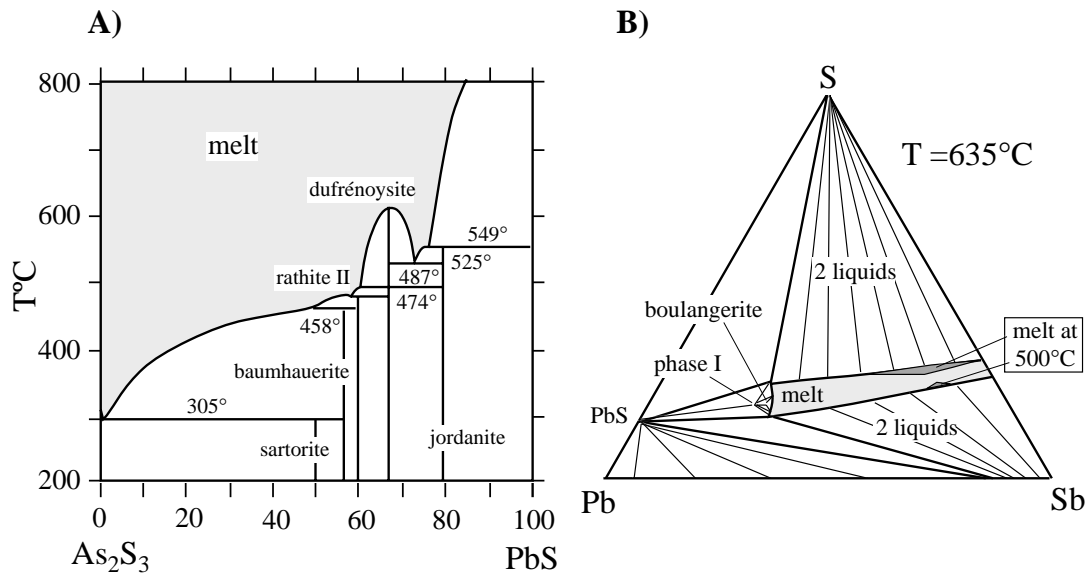 A)
B)
T°C
800
600
400
200
melt
dufrénoysite
549°
525°
rathite II
487°
474°
458°
baumhauerite
305°
sartorite
jordanite
0
20
40
60
80
100
As2S3
PbS
S
T =635°C
2 liquids
boulangerite
melt at
500°C
phase I
melt
PbS
2 liquids
Pb
Sb